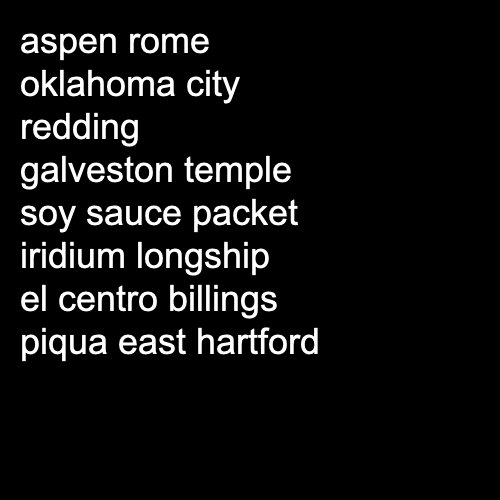 aspen rome
oklahoma city
redding
galveston temple
soy sauce packet
iridium longship
el centro billings
piqua east hartford